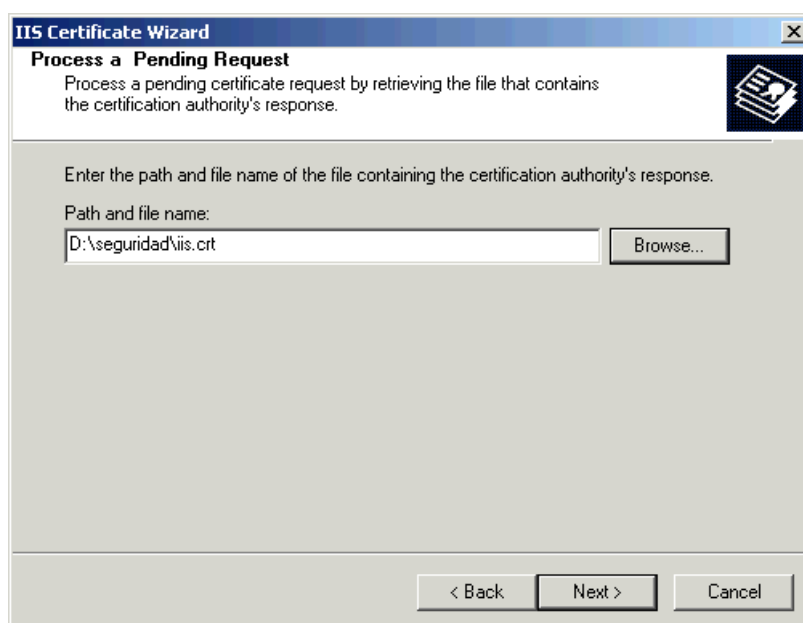 IIS Certificate Wizard
Process a Pending Request
Process a pending certificate request by retrieving the file that contains
the certification authority's response.
Enter the path and file name of the file containing the certification authority's response.
Path and file name:
D:\seguridad\iis.crt
Browse...
< Back
Next >
Cancel